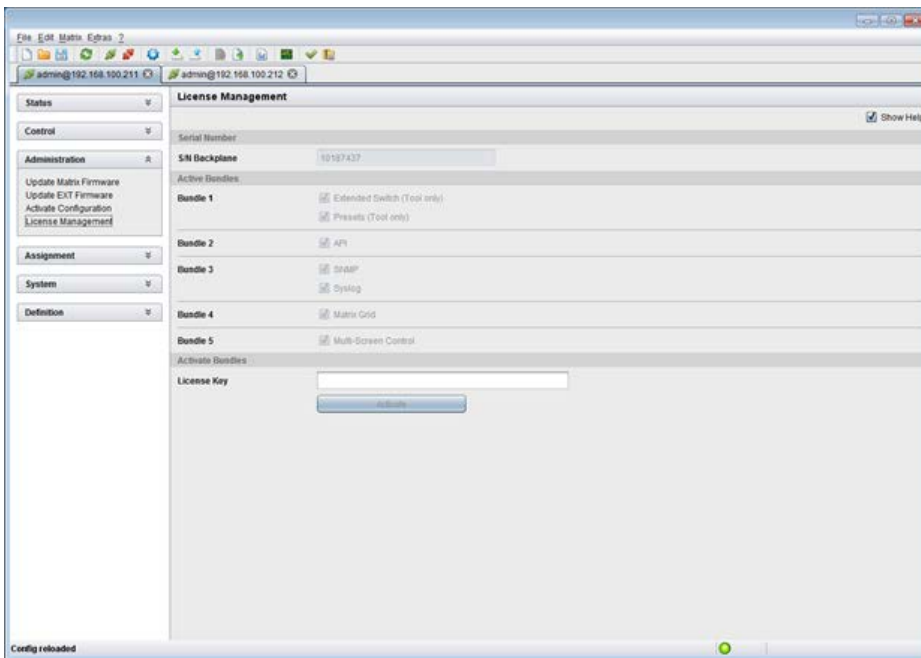 File Edit Matrix Extras ?
admin@192.168.100.211 admin@192.168.100.212
License Management
Show Help
Status
Control
Administration
Update Matrix Firmware
Update EXT Firmware
Activate Configuration
License Management
Assignment
System
Definition
Serial Number
S/N Backplane 10187437
Active Bundles
Bundle 1 Extended Switch (Tool only)
Presets (Tool only)
Bundle 2 API
Bundle 3 SNMP
Syslog
Bundle 4 Matrix Grid
Bundle 5 Multi-Screen Control
Activate Bundles
License Key
Activate
Config reloaded